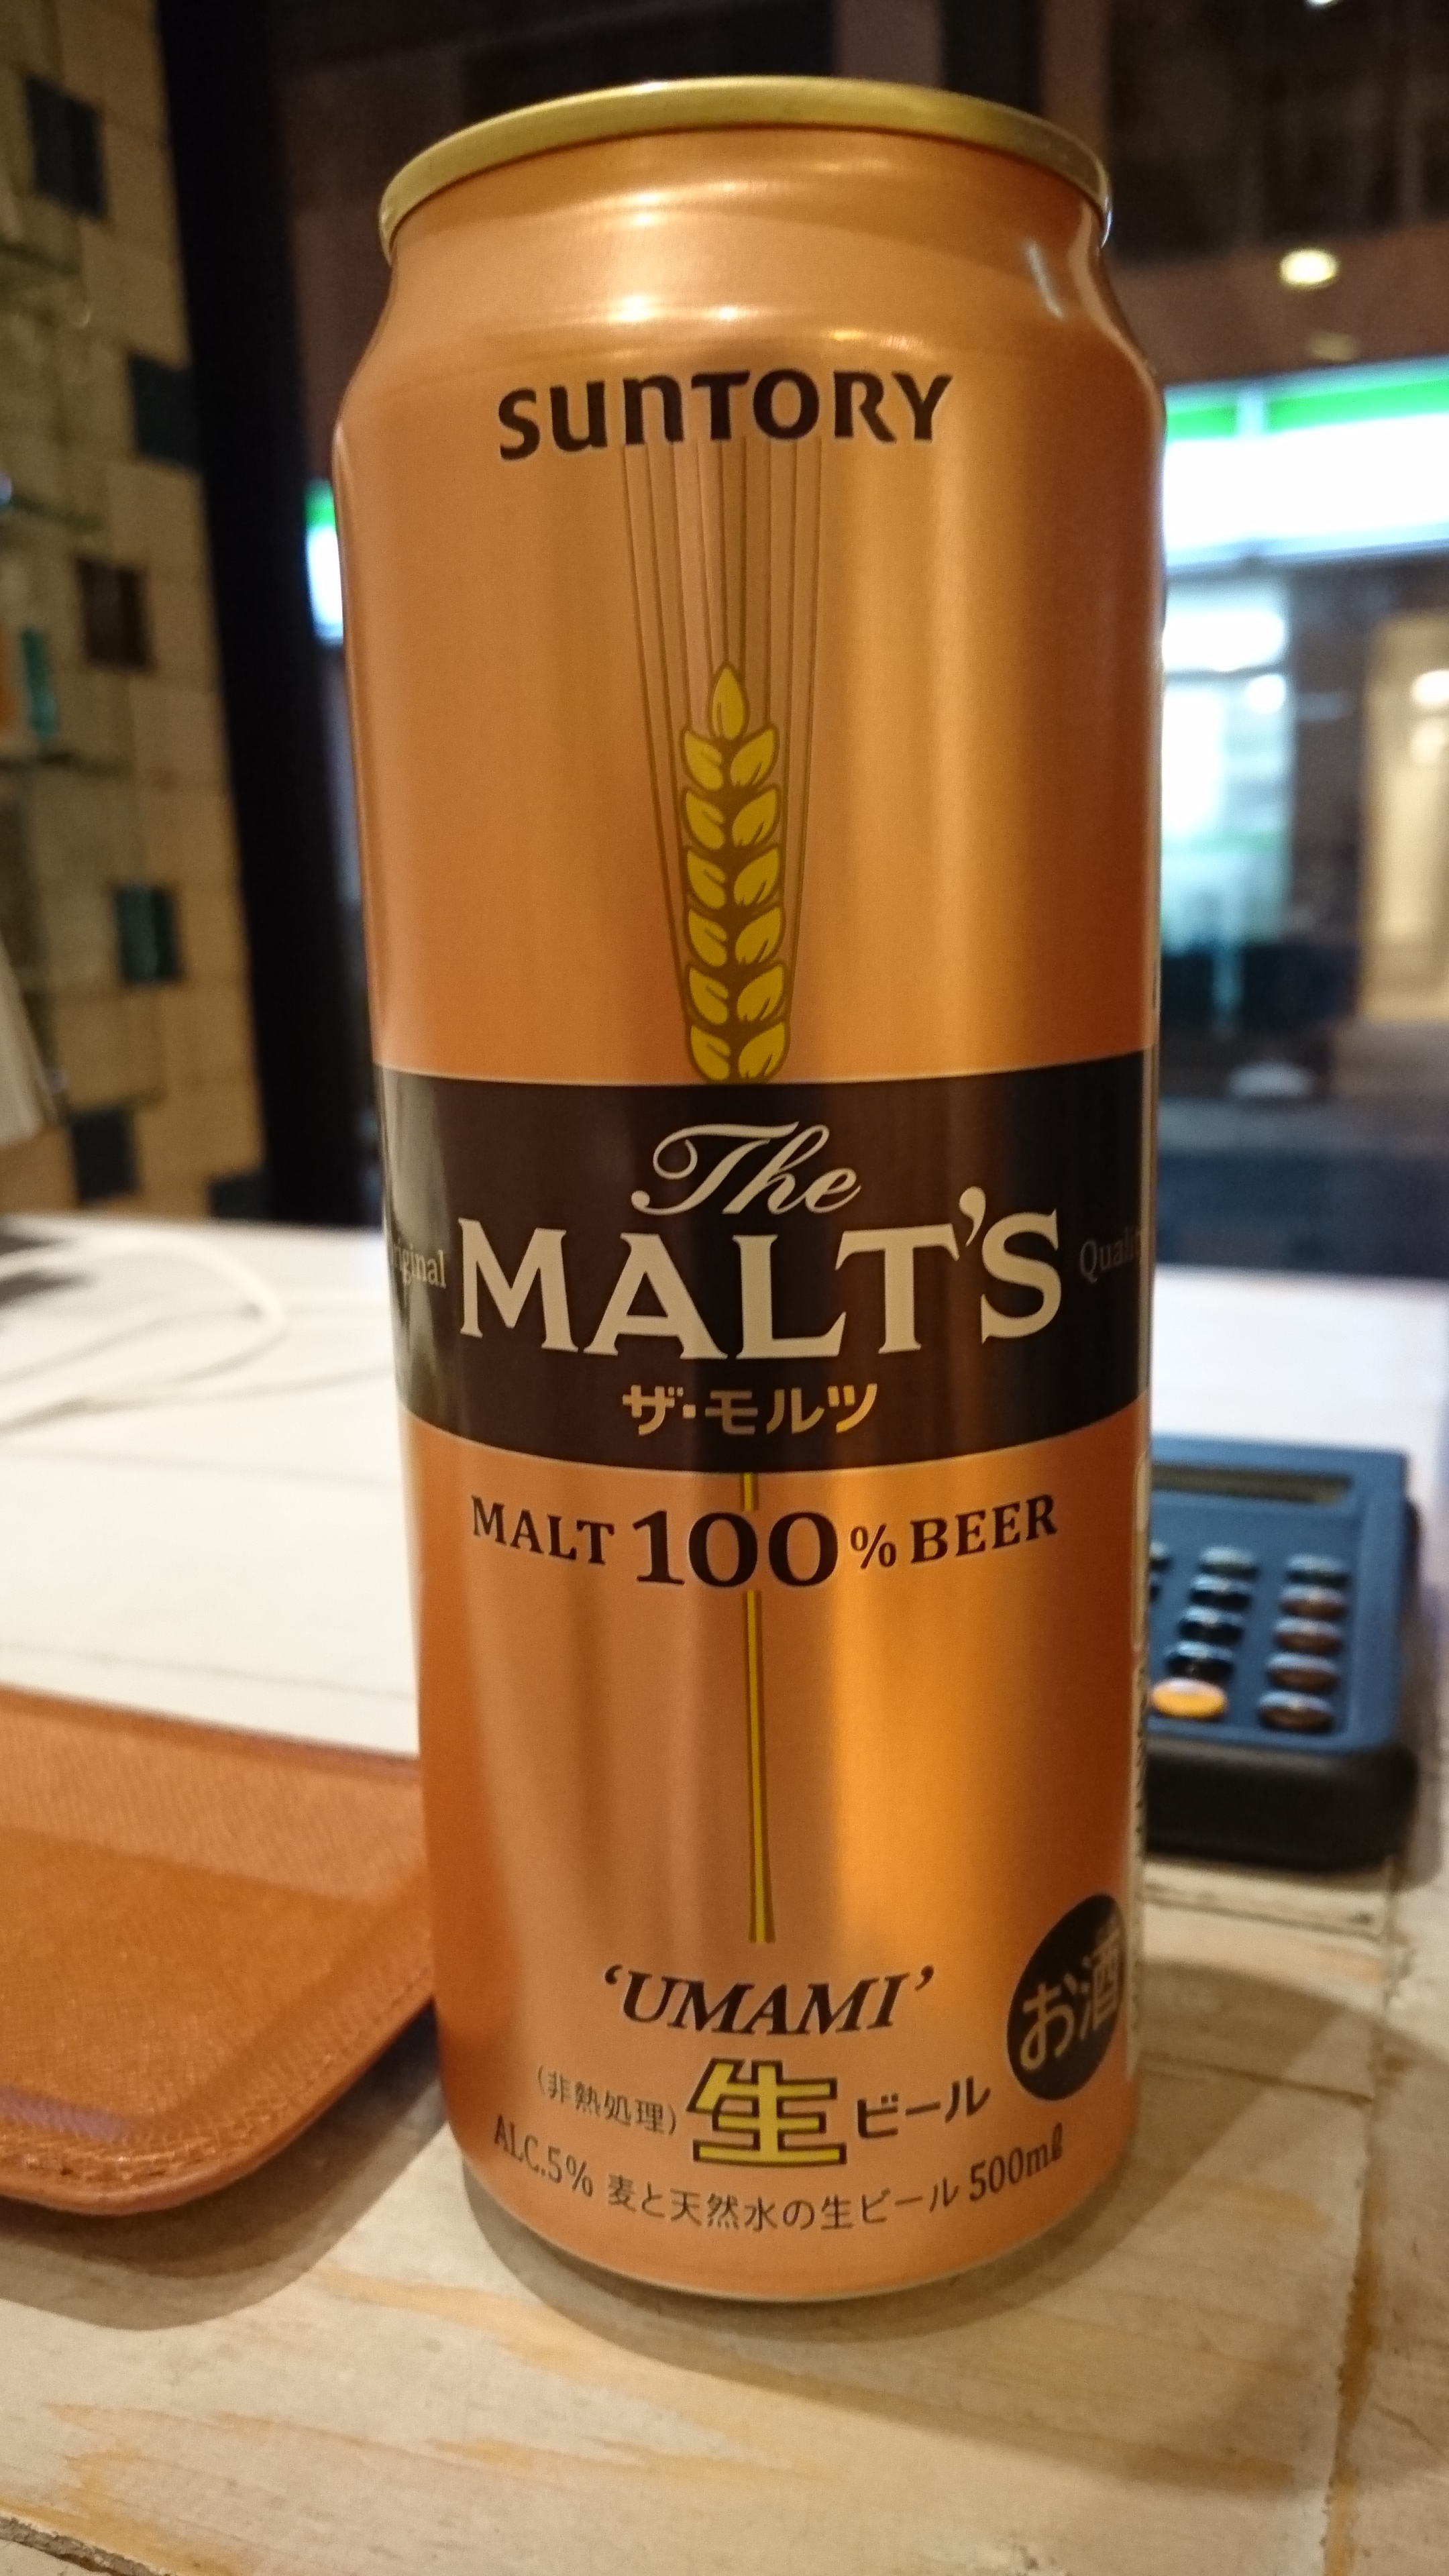 SUNTORY
The
MALT'S
ザ・モルツ
MALT 100% BEER
'UMAMI'
(非熱処理) 生ビール
お酒
ALC.5% 麦と天然水の生ビール 500mℓ